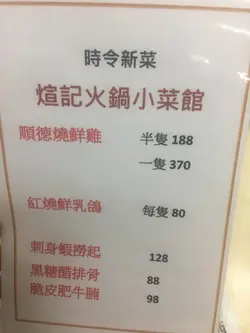 時令新菜
煊記火鍋小菜館
順德燒鮮雞 半隻 188
一隻 370
紅燒鮮乳鴿 每隻 80
刺身蝦撈起 128
黑糖醋排骨 88
脆皮肥牛腩 98